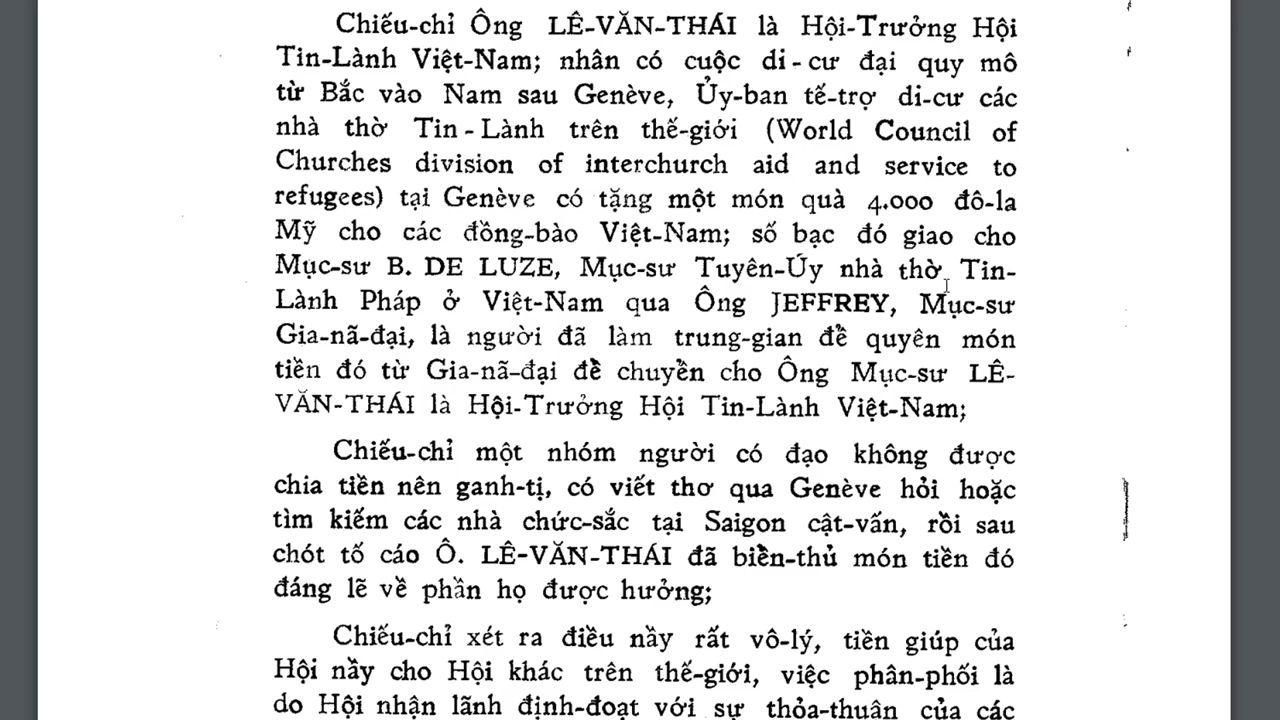 Chiếu-chỉ Ông LÊ-VĂN-THÁI là Hội-Trưởng Hội
Tin-Lành Việt-Nam; nhân có cuộc di-cư đại quy mô
từ Bắc vào Nam sau Genève, Ủy-ban tế-trợ di-cư các
nhà thờ Tin-Lành trên thế-giới (World Council of
Churches division of interchurch aid and service to
refugees) tại Genève có tặng một món quà 4.000 đô-la
Mỹ cho các đồng-bào Việt-Nam; số bạc đó giao cho
Mục-sư B. DE LUZE, Mục-sư Tuyên-Úy nhà thờ Tin-
Lành Pháp ở Việt-Nam qua Ông JEFFREY, Mục-sư
Gia-nã-đại, là người đã làm trung-gian để quyên món
tiền đó từ Gia-nã-đại để chuyển cho Ông Mục-sư LÊ-
VĂN-THÁI là Hội-Trưởng Hội Tin-Lành Việt-Nam;
Chiếu-chỉ một nhóm người có đạo không được
chia tiền nên ganh-tị, có viết thơ qua Genève hỏi hoặc
tìm kiếm các nhà chức-sắc tại Saigon cật-vấn, rồi sau
chót tố cáo Ô. LÊ-VĂN-THÁI đã biển-thủ món tiền đó
đáng lẽ về phần họ được hưởng;
Chiếu-chỉ xét ra điều nầy rất vô-lý, tiền giúp của
Hội nầy cho Hội khác trên thế-giới, việc phân-phối là
do Hội nhận lãnh định-đoạt với sự thỏa-thuận của các